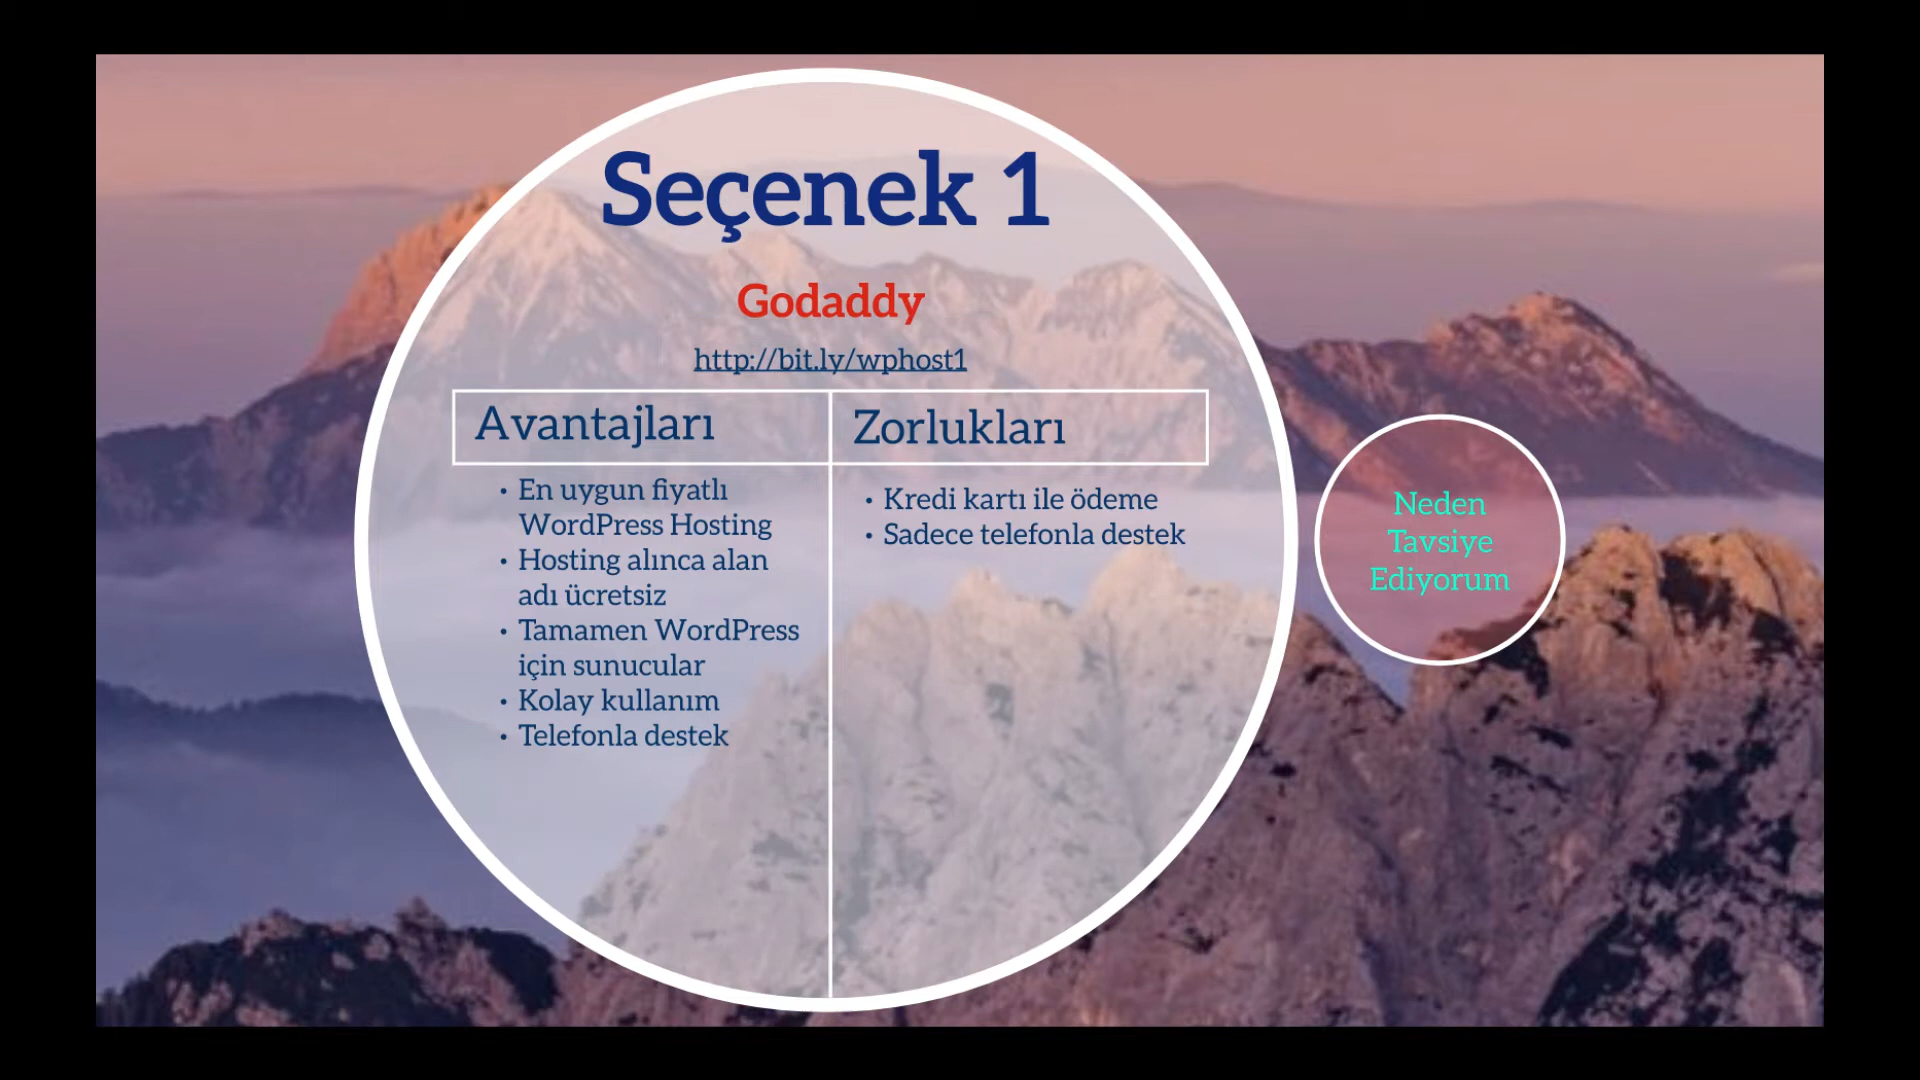 Seçenek 1
Godaddy
http://bit.ly/wphost1
Avantajları
• En uygun fiyatlı
WordPress Hosting
• Hosting alınca alan
adı ücretsiz
• Tamamen WordPress
için sunucular
• Kolay kullanım
• Telefonla destek
Zorlukları
• Kredi kartı ile ödeme
• Sadece telefonla destek
Neden
Tavsiye
Ediyorum